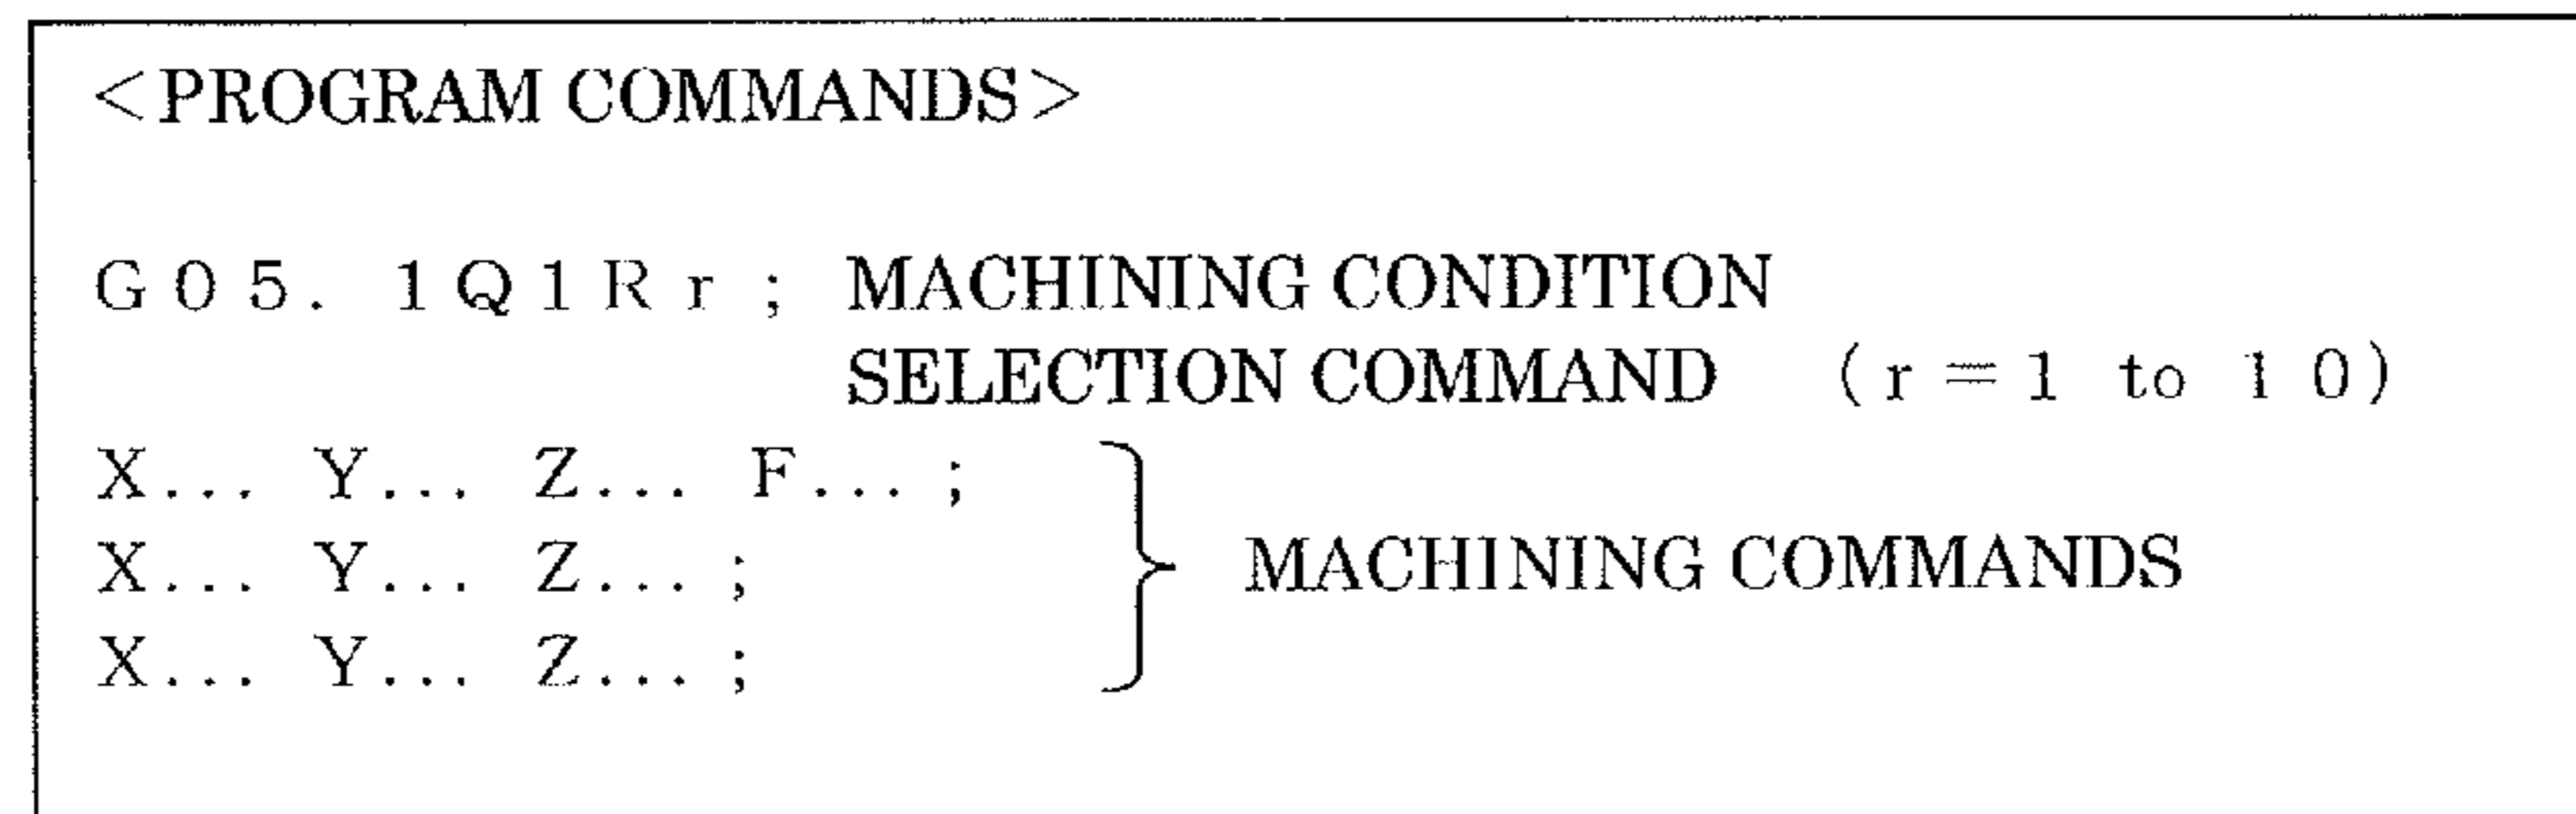 <PROGRAM COMMANDS>
G05. 1Q1Rr; MACHINING CONDITION
SELECTION COMMAND (r=1 to 10)
X... Y... Z... F...;
X... Y... Z...; MACHINING COMMANDS
X... Y... Z...;